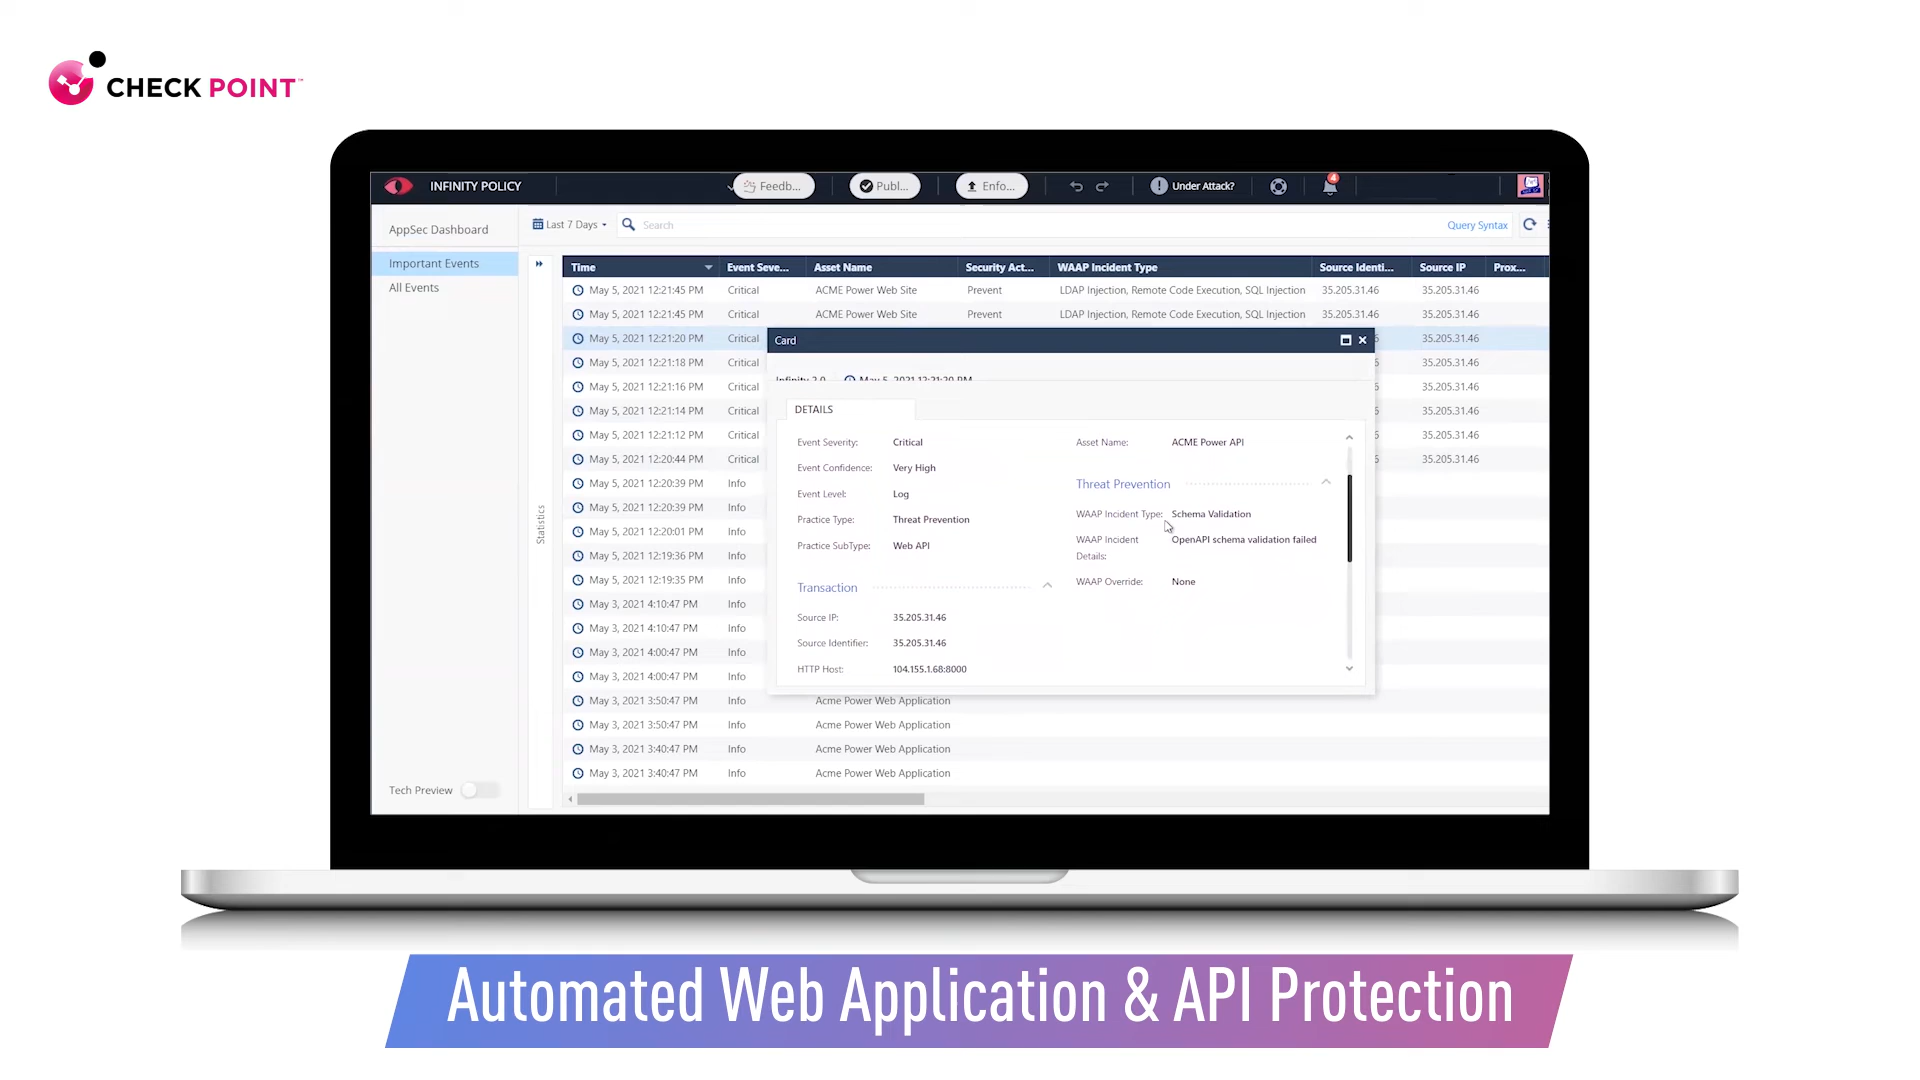 CHECK POINT™
INFINITY POLICY
Feedb...
Publ...
Enfo...
Under Attack?
4
AppSec Dashboard
Last 7 Days
Search
Query Syntax
Important Events
All Events
Statistics
Time Event Seve... Asset Name Security Act... WAAP Incident Type Source Identi... Source IP Prox...
May 5, 2021 12:21:45 PM Critical ACME Power Web Site Prevent LDAP Injection, Remote Code Execution, SQL Injection 35.205.31.46 35.205.31.46
May 5, 2021 12:21:45 PM Critical ACME Power Web Site Prevent LDAP Injection, Remote Code Execution, SQL Injection 35.205.31.46 35.205.31.46
May 5, 2021 12:21:20 PM Critical 6 35.205.31.46
May 5, 2021 12:21:18 PM Critical 6 35.205.31.46
May 5, 2021 12:21:16 PM Critical 6 35.205.31.46
May 5, 2021 12:21:14 PM Critical 6 35.205.31.46
May 5, 2021 12:21:12 PM Critical 6 35.205.31.46
May 5, 2021 12:20:44 PM Critical 6 35.205.31.46
May 5, 2021 12:20:39 PM Info
May 5, 2021 12:20:39 PM Info
May 5, 2021 12:20:01 PM Info
May 5, 2021 12:19:36 PM Info
May 5, 2021 12:19:35 PM Info
May 3, 2021 4:10:47 PM Info
May 3, 2021 4:10:47 PM Info
May 3, 2021 4:00:47 PM Info
May 3, 2021 4:00:47 PM Info
May 3, 2021 3:50:47 PM Info Acme Power Web Application
May 3, 2021 3:50:47 PM Info Acme Power Web Application
May 3, 2021 3:40:47 PM Info Acme Power Web Application
May 3, 2021 3:40:47 PM Info Acme Power Web Application
Card
Infinity 2.0 May 5, 2021 12:21:20 PM
DETAILS
Event Severity: Critical
Event Confidence: Very High
Event Level: Log
Practice Type: Threat Prevention
Practice SubType: Web API
Transaction
Source IP: 35.205.31.46
Source Identifier: 35.205.31.46
HTTP Host: 104.155.1.68:8000
Asset Name: ACME Power API
Threat Prevention
WAAP Incident Type: Schema Validation
WAAP Incident OpenAPI schema validation failed
Details:
WAAP Override: None
Tech Preview
Automated Web Application & API Protection